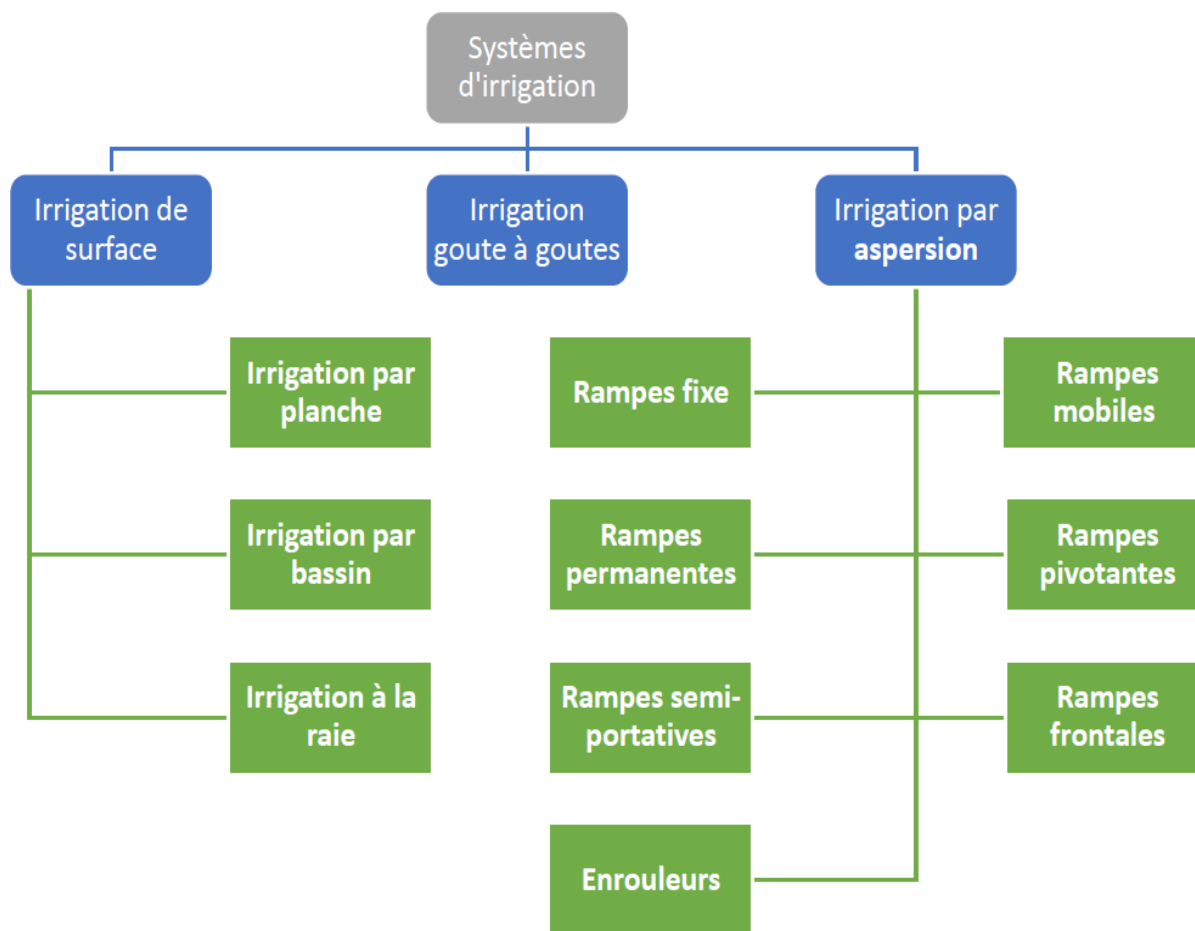 Systèmes
d'irrigation
Irrigation de
surface
Irrigation
goute à goutes
Irrigation par
aspersion
Irrigation par
planche
Rampes fixe
Rampes
mobiles
Irrigation par
bassin
Rampes
permanentes
Rampes
pivotantes
Irrigation à la
raie
Rampes semi-
portatives
Rampes
frontales
Enrouleurs